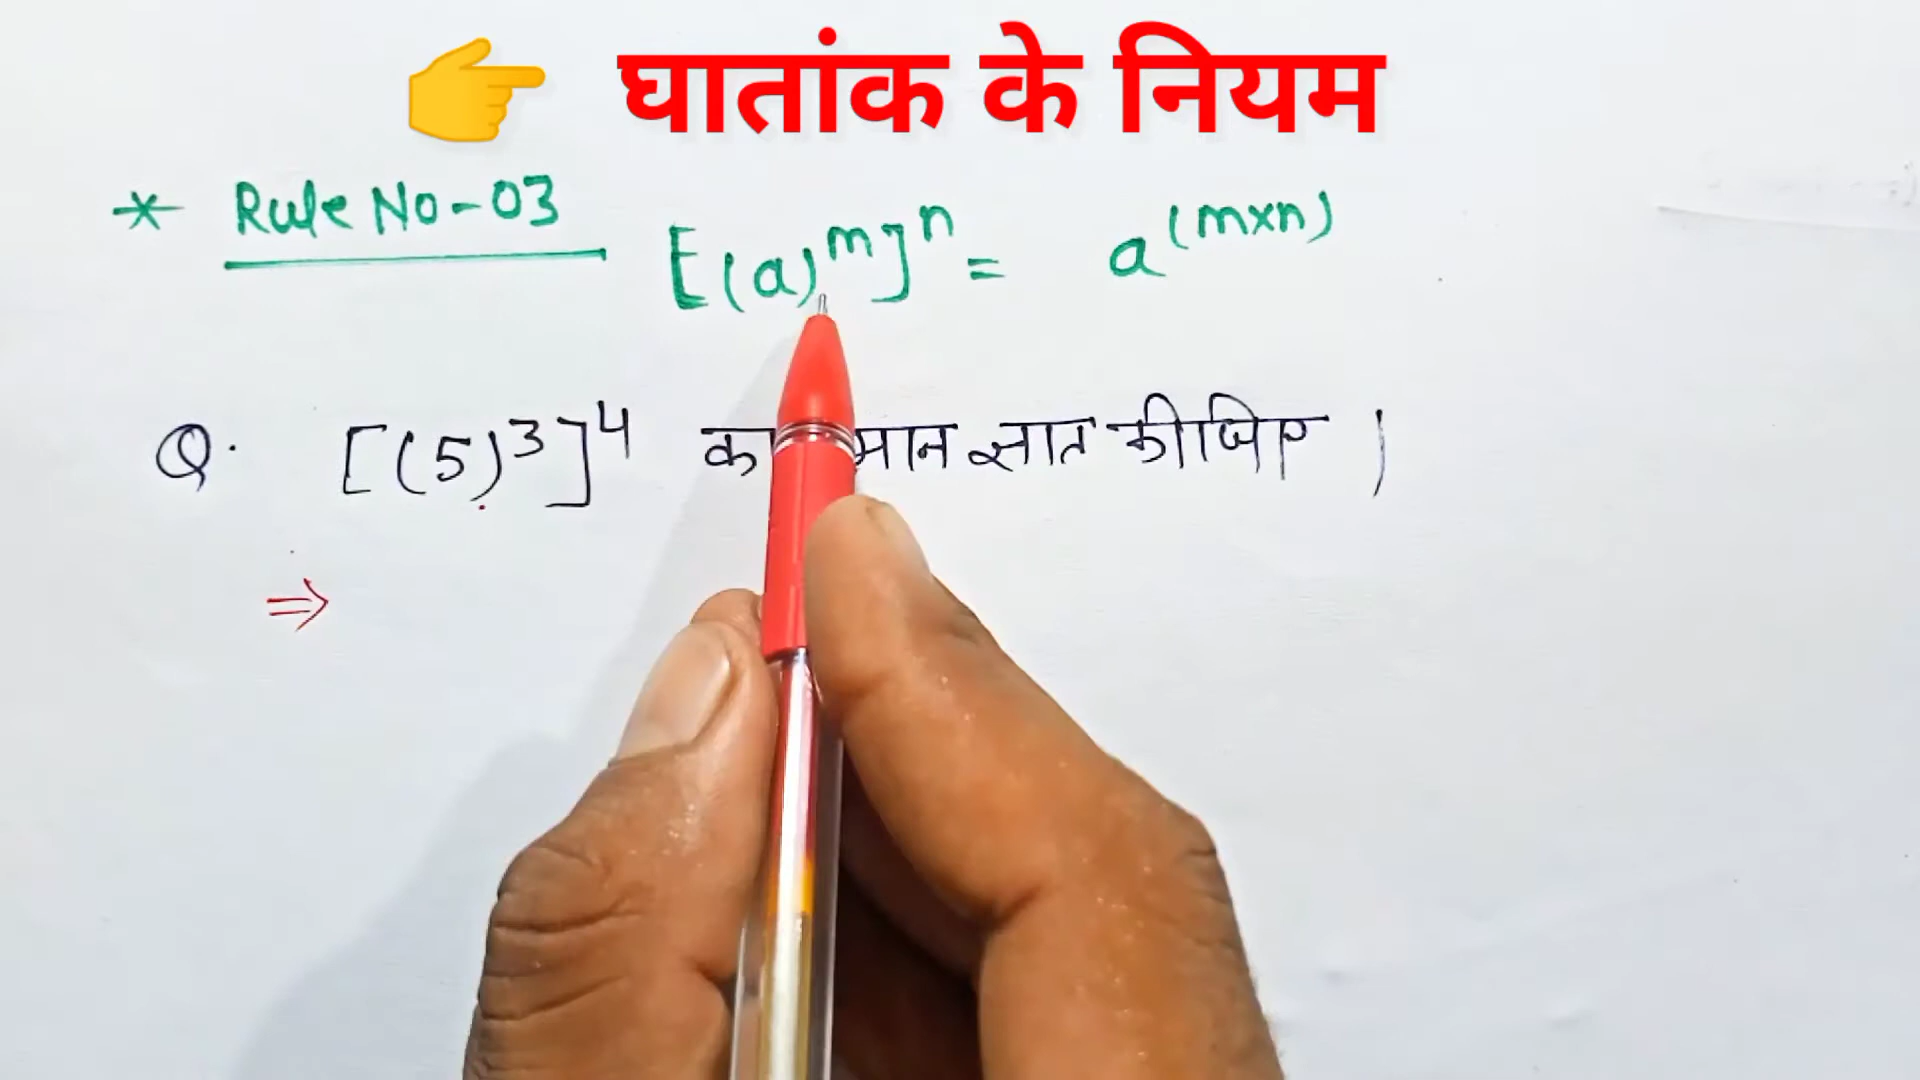 👉 घातांक के नियम
* Rule No-03
[(a)^m]^n = a^(m×n)
Q. [(5)^3]^4 का मान ज्ञात कीजिए।
⇒